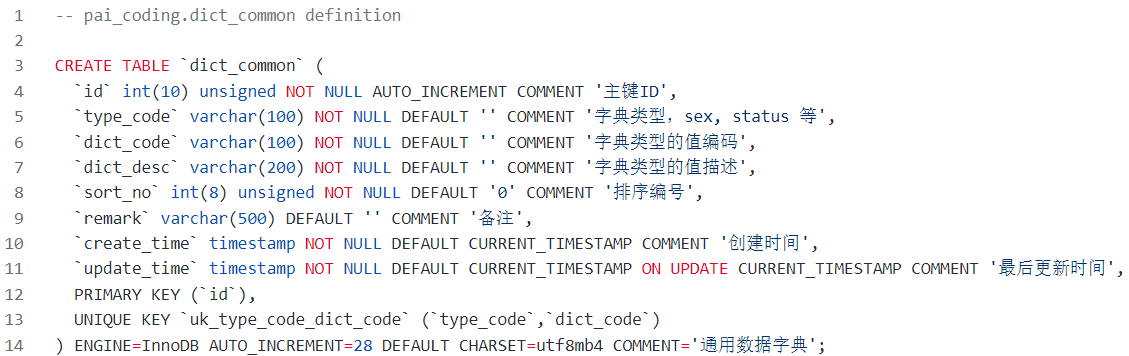 1 -- pai_coding.dict_common definition
2
3 CREATE TABLE `dict_common` (
4 `id` int(10) unsigned NOT NULL AUTO_INCREMENT COMMENT '主键ID',
5 `type_code` varchar(100) NOT NULL DEFAULT '' COMMENT '字典类型，sex, status 等',
6 `dict_code` varchar(100) NOT NULL DEFAULT '' COMMENT '字典类型的值编码',
7 `dict_desc` varchar(200) NOT NULL DEFAULT '' COMMENT '字典类型的值描述',
8 `sort_no` int(8) unsigned NOT NULL DEFAULT '0' COMMENT '排序编号',
9 `remark` varchar(500) DEFAULT '' COMMENT '备注',
10 `create_time` timestamp NOT NULL DEFAULT CURRENT_TIMESTAMP COMMENT '创建时间',
11 `update_time` timestamp NOT NULL DEFAULT CURRENT_TIMESTAMP ON UPDATE CURRENT_TIMESTAMP COMMENT '最后更新时间',
12 PRIMARY KEY (`id`),
13 UNIQUE KEY `uk_type_code_dict_code` (`type_code`,`dict_code`)
14 ) ENGINE=InnoDB AUTO_INCREMENT=28 DEFAULT CHARSET=utf8mb4 COMMENT='通用数据字典';